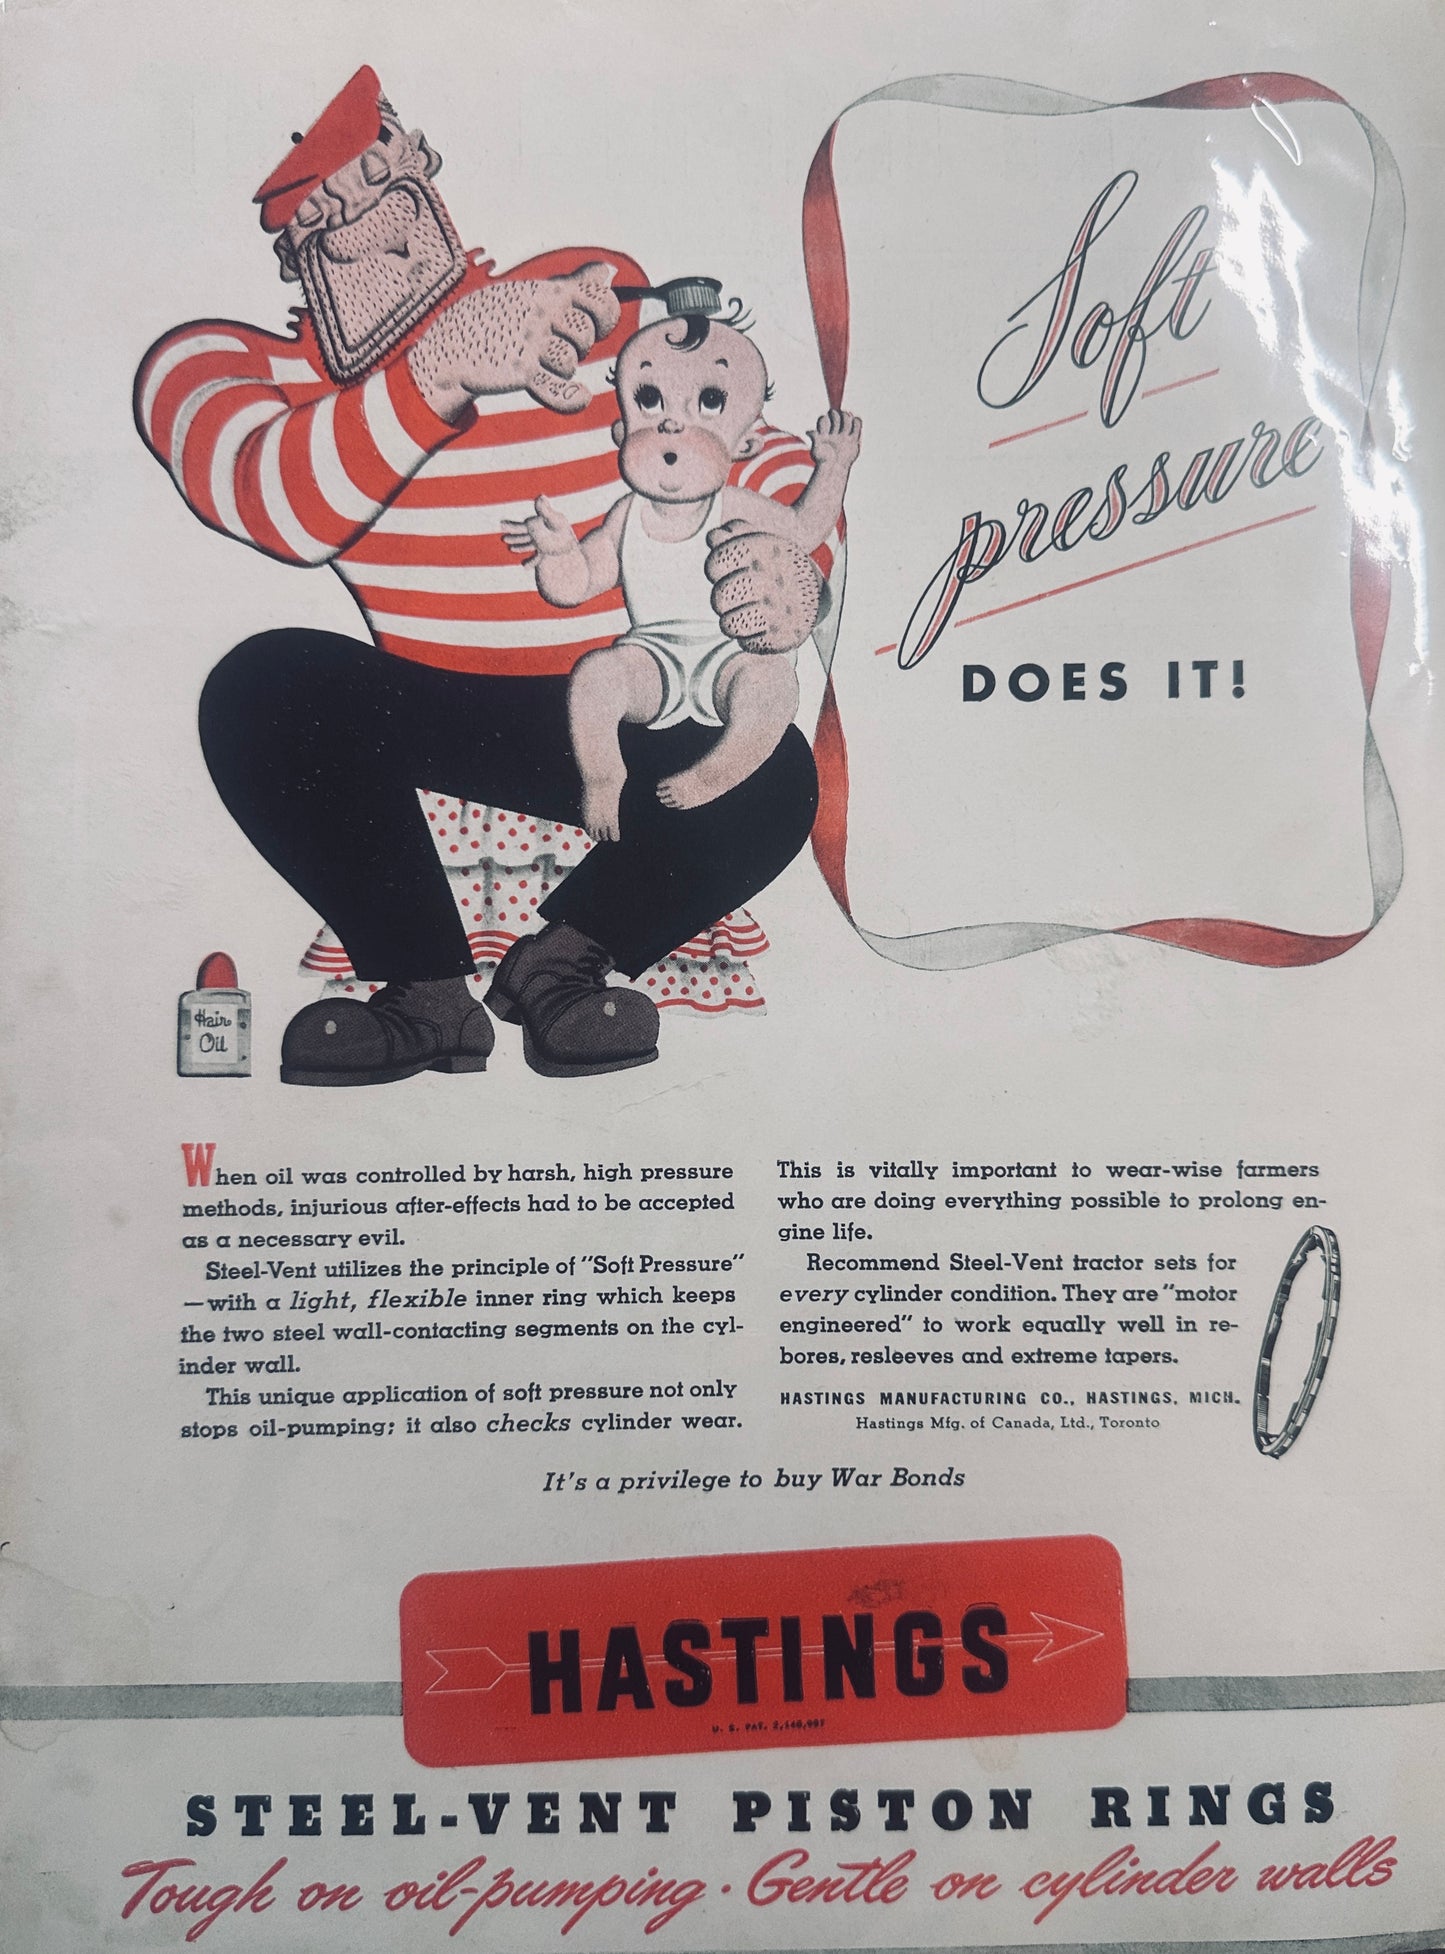 Soft
pressure
DOES IT!
Hair
Oil
When oil was controlled by harsh, high pressure
methods, injurious after-effects had to be accepted
as a necessary evil.
Steel-Vent utilizes the principle of "Soft Pressure"
—with a light, flexible inner ring which keeps
the two steel wall-contacting segments on the cyl-
inder wall.
This unique application of soft pressure not only
stops oil-pumping; it also checks cylinder wear.
This is vitally important to wear-wise farmers
who are doing everything possible to prolong en-
gine life.
Recommend Steel-Vent tractor sets for
every cylinder condition. They are "motor
engineered" to work equally well in re-
bores, resleeves and extreme tapers.
HASTINGS MANUFACTURING CO., HASTINGS, MICH.
Hastings Mfg. of Canada, Ltd., Toronto
It's a privilege to buy War Bonds
HASTINGS
U. S. PAT.
STEEL-VENT PISTON RINGS
Tough on oil-pumping · Gentle on cylinder walls